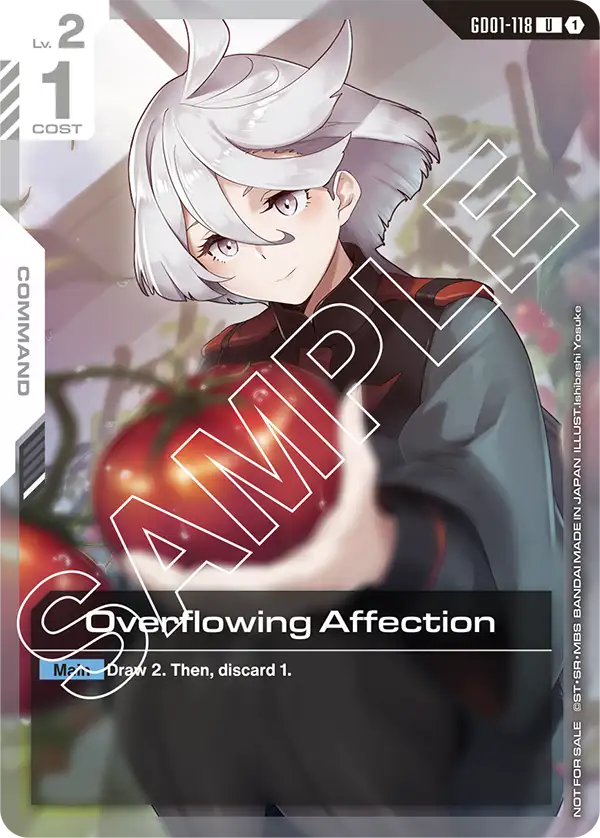 Lv. 2
1
COST
GD01-118 U 1
COMMAND
SAMPLE
Overflowing Affection
Main Draw 2. Then, discard 1.
NOT FOR SALE ©ST・SR・MBS BANDAI MADE IN JAPAN ILLUST.Ishibashi Yosuke